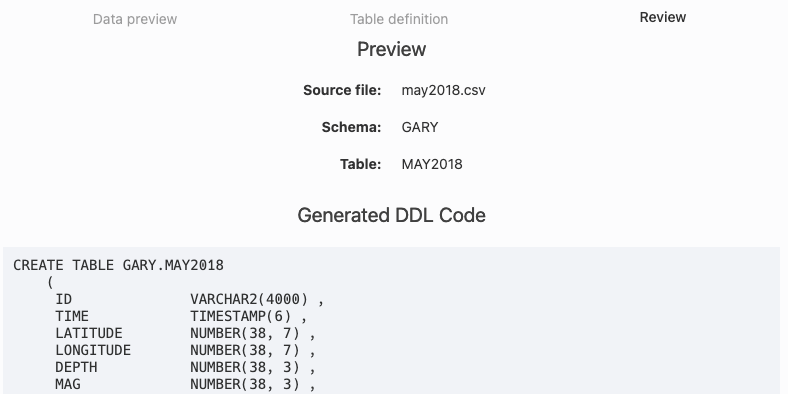 Data preview Table definition Review
Preview
Source file: may2018.csv
Schema: GARY
Table: MAY2018
Generated DDL Code
CREATE TABLE GARY.MAY2018
(
ID VARCHAR2(4000) ,
TIME TIMESTAMP(6) ,
LATITUDE NUMBER(38, 7) ,
LONGITUDE NUMBER(38, 7) ,
DEPTH NUMBER(38, 3) ,
MAG NUMBER(38, 3) ,